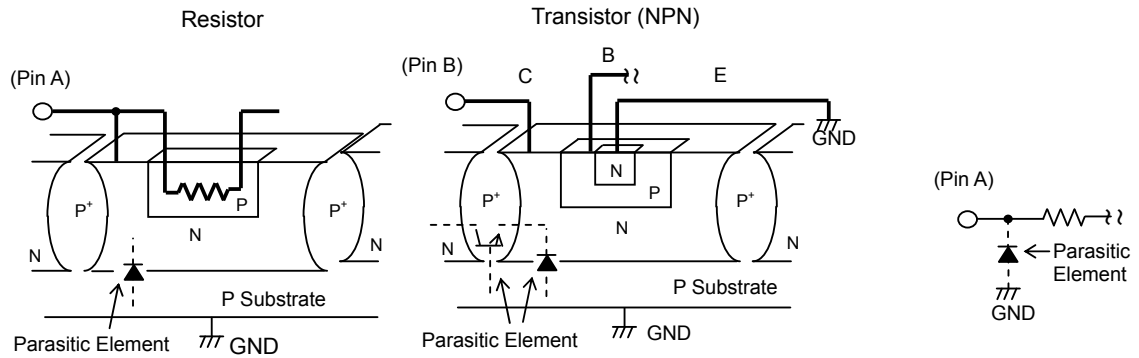 Resistor
(Pin A)
P+
P
P+
N
N
N
P Substrate
Parasitic Element
GND
Transistor (NPN)
(Pin B)
C
B
E
GND
N
P
P+
P+
N
N
N
P Substrate
Parasitic Element
GND
(Pin A)
Parasitic
Element
GND